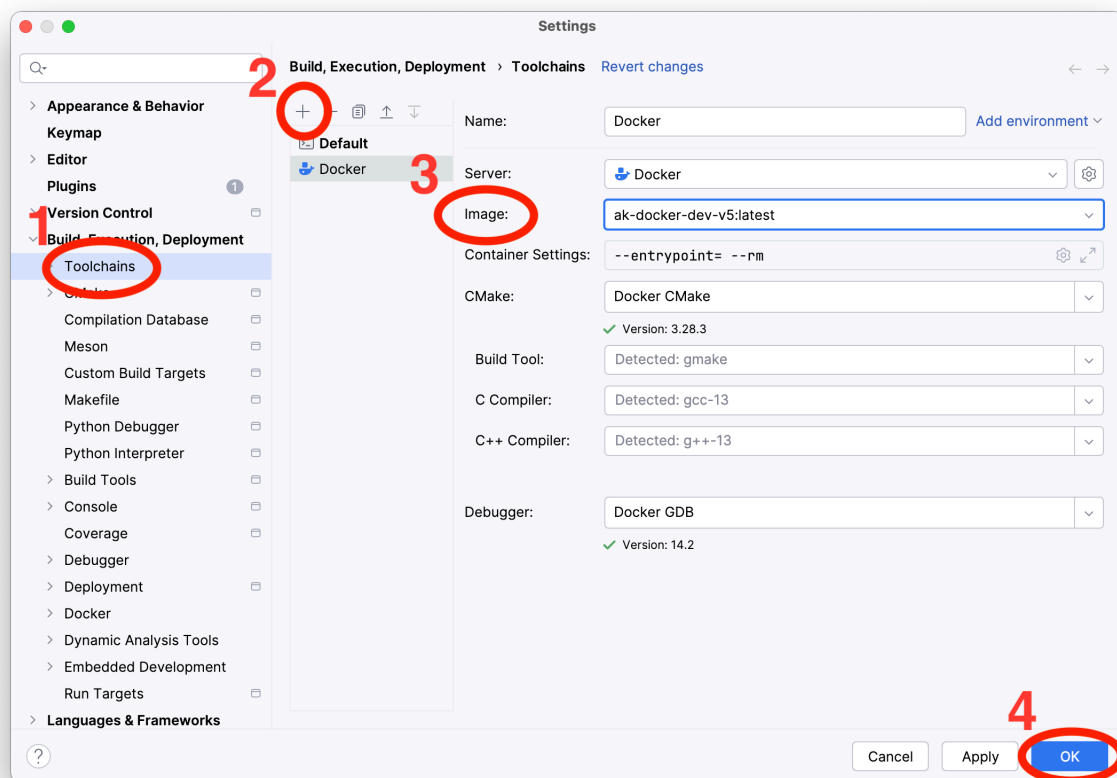 Settings
2
Build, Execution, Deployment › Toolchains Revert changes
Appearance & Behavior
Keymap
Editor
Plugins 1
Version Control
1
Build, Execution, Deployment
Toolchains
CMake
Compilation Database
Meson
Custom Build Targets
Makefile
Python Debugger
Python Interpreter
Build Tools
Console
Coverage
Debugger
Deployment
Docker
Dynamic Analysis Tools
Embedded Development
Run Targets
Languages & Frameworks
Default
Docker
3
Name: Docker Add environment
Server: Docker
Image: ak-docker-dev-v5:latest
Container Settings: --entrypoint= --rm
CMake: Docker CMake
Version: 3.28.3
Build Tool: Detected: gmake
C Compiler: Detected: gcc-13
C++ Compiler: Detected: g++-13
Debugger: Docker GDB
Version: 14.2
4
?
Cancel Apply OK